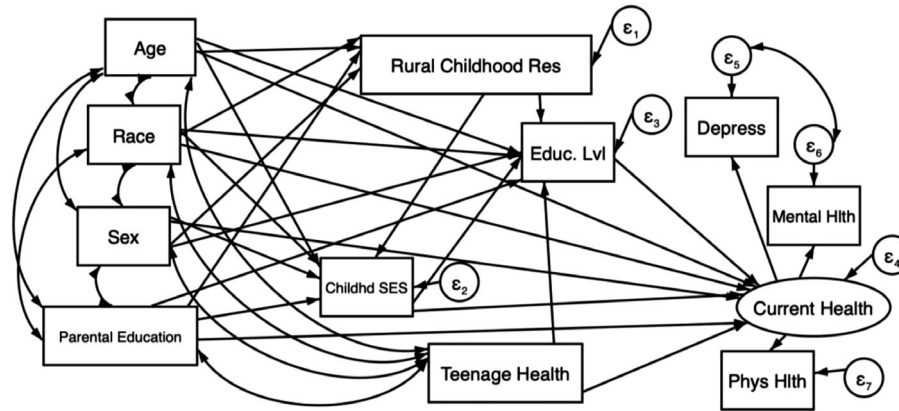 Age
Race
Sex
Parental Education
Rural Childhood Res
ε1
Educ. Lvl
ε3
Childhd SES
ε2
Teenage Health
ε5
Depress
ε6
Mental Hlth
ε4
Current Health
Phys Hlth
ε7